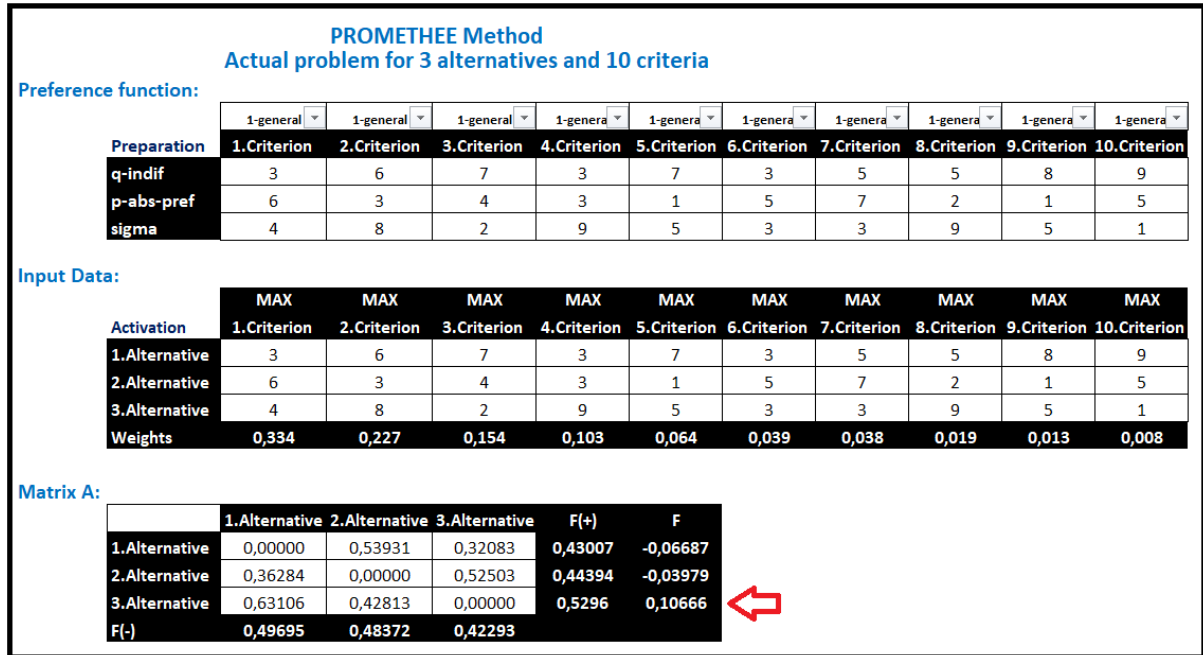 PROMETHEE Method
Actual problem for 3 alternatives and 10 criteria
Preference function:
1-general 1-general 1-general 1-genera 1-genera 1-genera 1-genera 1-genera 1-genera 1-genera
Preparation 1.Criterion 2.Criterion 3.Criterion 4.Criterion 5.Criterion 6.Criterion 7.Criterion 8.Criterion 9.Criterion 10.Criterion
q-indif 3 6 7 3 7 3 5 5 8 9
p-abs-pref 6 3 4 3 1 5 7 2 1 5
sigma 4 8 2 9 5 3 3 9 5 1
Input Data:
MAX MAX MAX MAX MAX MAX MAX MAX MAX MAX
Activation 1.Criterion 2.Criterion 3.Criterion 4.Criterion 5.Criterion 6.Criterion 7.Criterion 8.Criterion 9.Criterion 10.Criterion
1.Alternative 3 6 7 3 7 3 5 5 8 9
2.Alternative 6 3 4 3 1 5 7 2 1 5
3.Alternative 4 8 2 9 5 3 3 9 5 1
Weights 0,334 0,227 0,154 0,103 0,064 0,039 0,038 0,019 0,013 0,008
Matrix A:
1.Alternative 2.Alternative 3.Alternative F(+) F
1.Alternative 0,00000 0,53931 0,32083 0,43007 -0,06687
2.Alternative 0,36284 0,00000 0,52503 0,44394 -0,03979
3.Alternative 0,63106 0,42813 0,00000 0,5296 0,10666
F(-) 0,49695 0,48372 0,42293